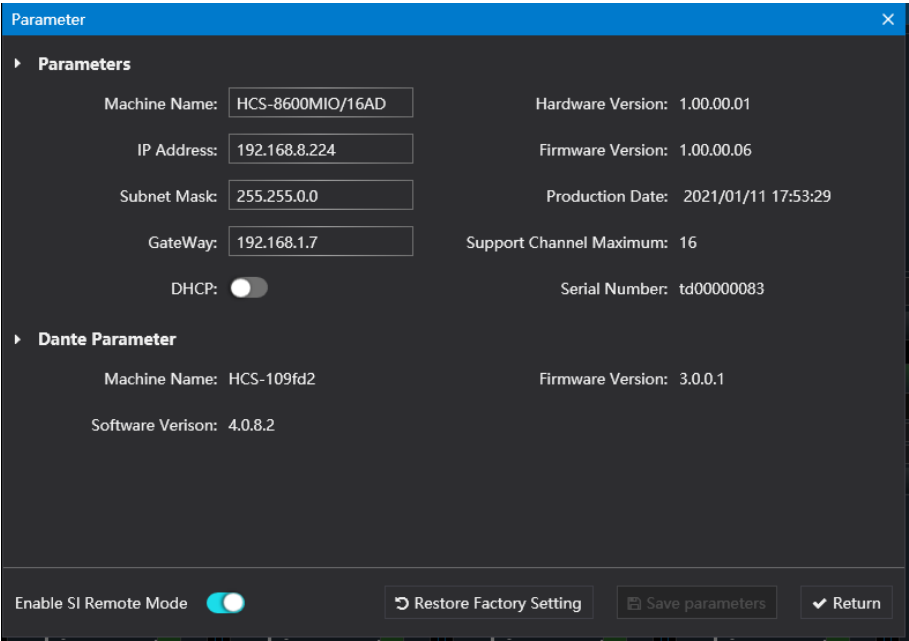 Parameter
Parameters
Machine Name: HCS-8600MIO/16AD Hardware Version: 1.00.00.01
IP Address: 192.168.8.224 Firmware Version: 1.00.00.06
Subnet Mask: 255.255.0.0 Production Date: 2021/01/11 17:53:29
GateWay: 192.168.1.7 Support Channel Maximum: 16
DHCP: Serial Number: td00000083
Dante Parameter
Machine Name: HCS-109fd2 Firmware Version: 3.0.0.1
Software Verison: 4.0.8.2
Enable SI Remote Mode Restore Factory Setting Save parameters Return